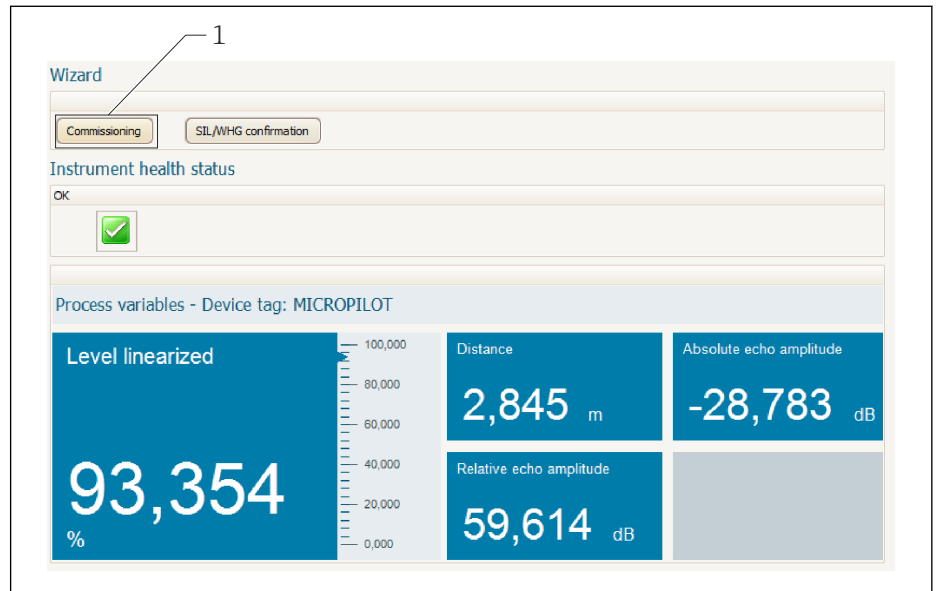 1
Wizard
Commissioning
SIL/WHG confirmation
Instrument health status
OK
Process variables - Device tag: MICROPILOT
Level linearized
93,354
%
100,000
80,000
60,000
40,000
20,000
0,000
Distance
2,845 m
Absolute echo amplitude
-28,783 dB
Relative echo amplitude
59,614 dB